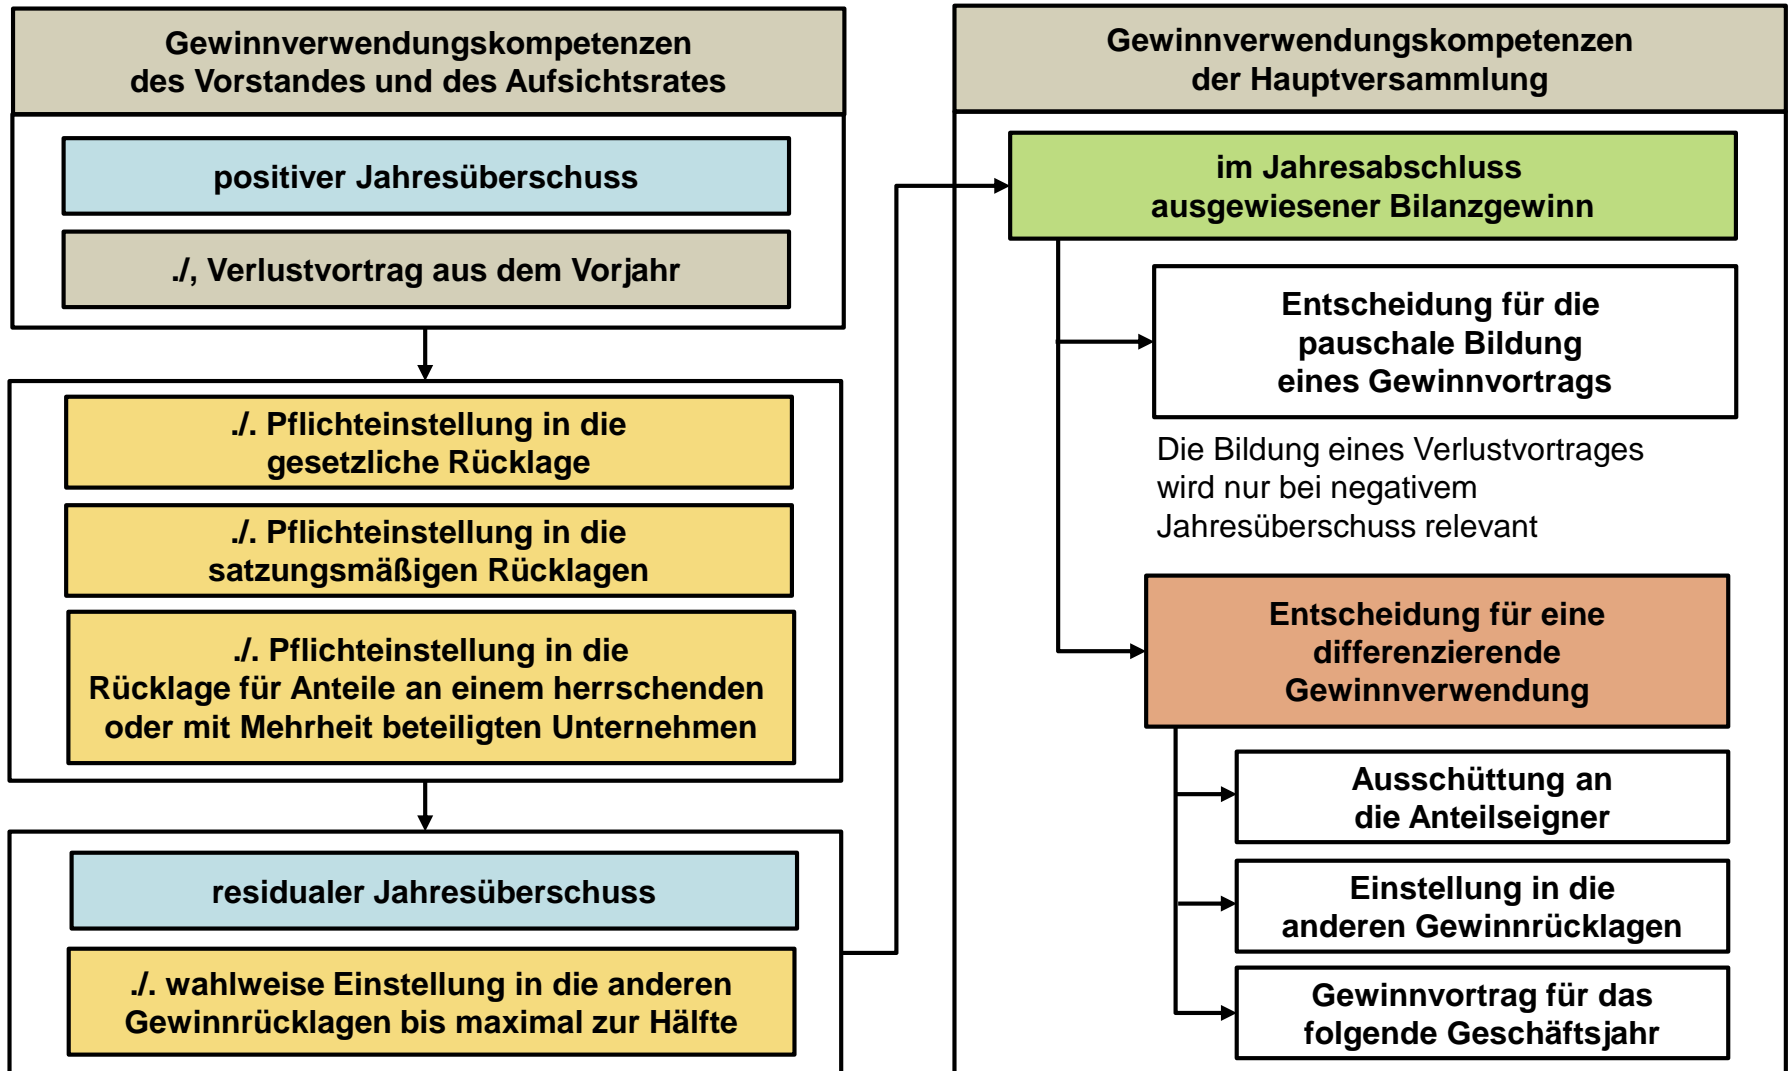 Gewinnverwendungskompetenzen
des Vorstandes und des Aufsichtsrates
positiver Jahresüberschuss
./, Verlustvortrag aus dem Vorjahr
./. Pflichteinstellung in die
gesetzliche Rücklage
./. Pflichteinstellung in die
satzungsmäßigen Rücklagen
./. Pflichteinstellung in die
Rücklage für Anteile an einem herrschenden
oder mit Mehrheit beteiligten Unternehmen
residualer Jahresüberschuss
./. wahlweise Einstellung in die anderen
Gewinnrücklagen bis maximal zur Hälfte
Gewinnverwendungskompetenzen
der Hauptversammlung
im Jahresabschluss
ausgewiesener Bilanzgewinn
Entscheidung für die
pauschale Bildung
eines Gewinnvortrags
Die Bildung eines Verlustvortrages
wird nur bei negativem
Jahresüberschuss relevant
Entscheidung für eine
differenzierende
Gewinnverwendung
Ausschüttung an
die Anteilseigner
Einstellung in die
anderen Gewinnrücklagen
Gewinnvortrag für das
folgende Geschäftsjahr